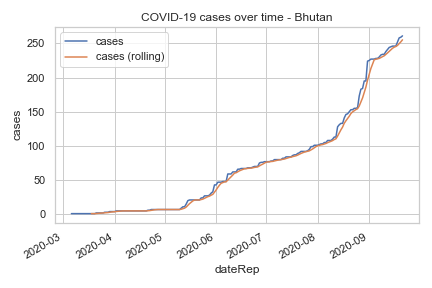 COVID-19 cases over time - Bhutan
cases
cases (rolling)
250
200
150
100
50
0
cases
2020-03
2020-04
2020-05
2020-06
2020-07
2020-08
2020-09
dateRep